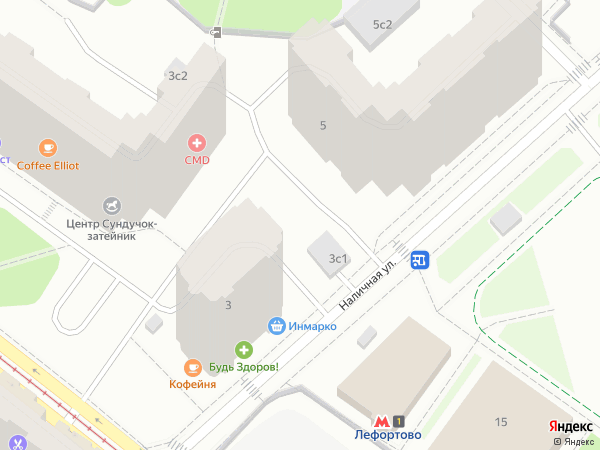 5с2
3с2
5
ст
Coffee Elliot
CMD
Центр Сундучок-
затейник
3с1
Наличная ул.
3
Инмарко
Будь Здоров!
Кофейня
1
Лефортово
15
Яндекс
© Яндекс